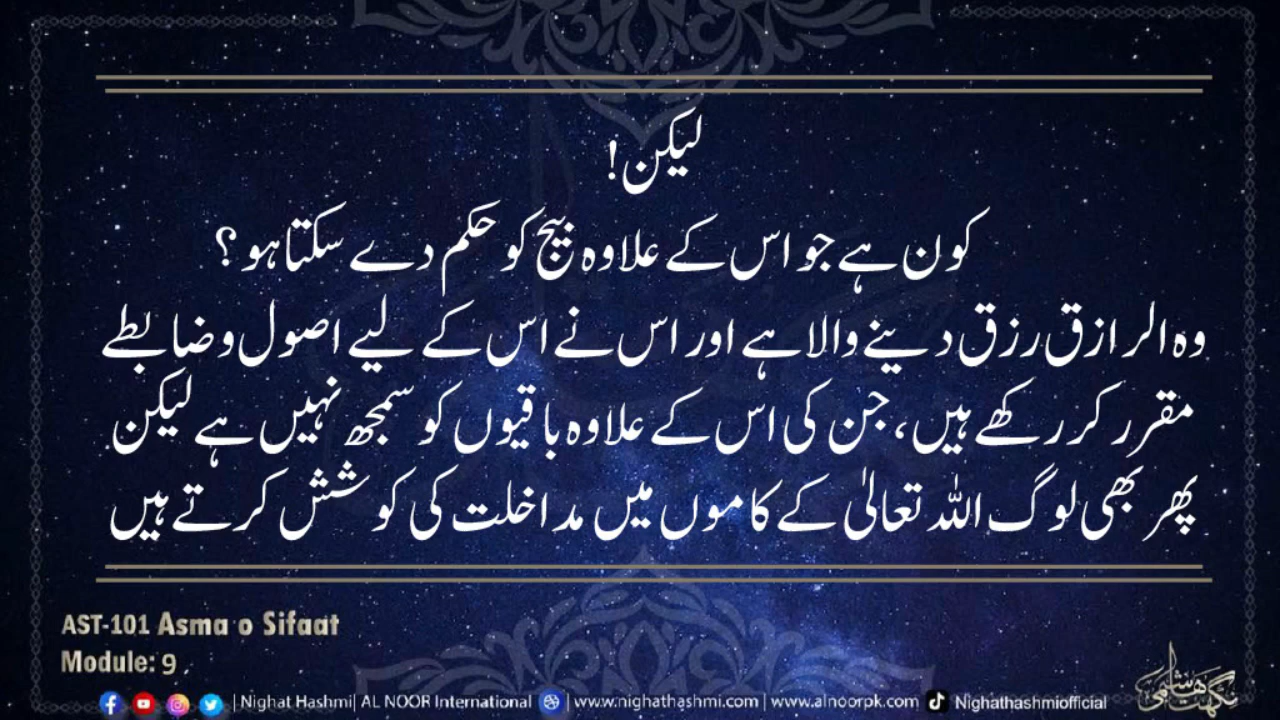 لیکن!
کون ہے جو اس کے علاوہ بیج کو حکم دے سکتا ہو؟
وہ الرازق رزق دینے والا ہے اور اس نے اس کے لیے اصول و ضابطے
مقرر کر رکھے ہیں، جن کی اس کے علاوہ باقیوں کو سمجھ نہیں ہے لیکن
پھر بھی لوگ اللہ تعالیٰ کے کاموں میں مداخلت کی کوشش کرتے ہیں
AST-101 Asma o Sifaat
Module: 9
| Nighat Hashmi| AL NOOR International | www.nighathashmi.com | www.alnoorpk.com Nighathashmiofficial
نگہت ہاشمی